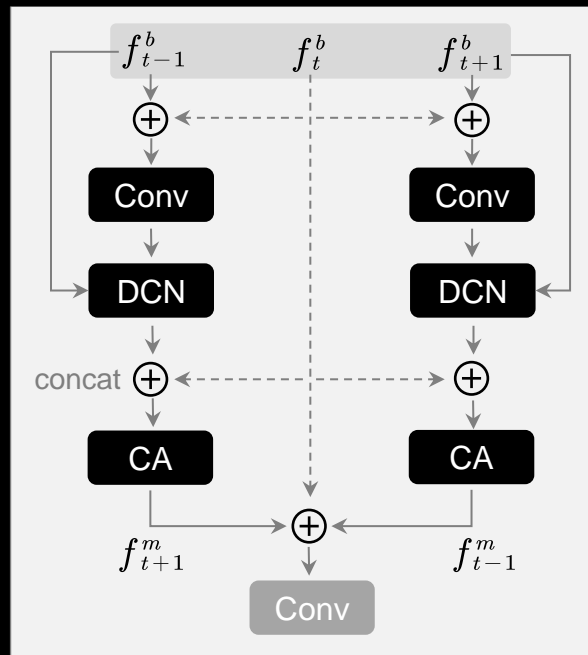 f^b_{t-1} f^b_t f^b_{t+1}
Conv Conv
DCN DCN
concat
CA CA
f^m_{t+1} f^m_{t-1}
Conv